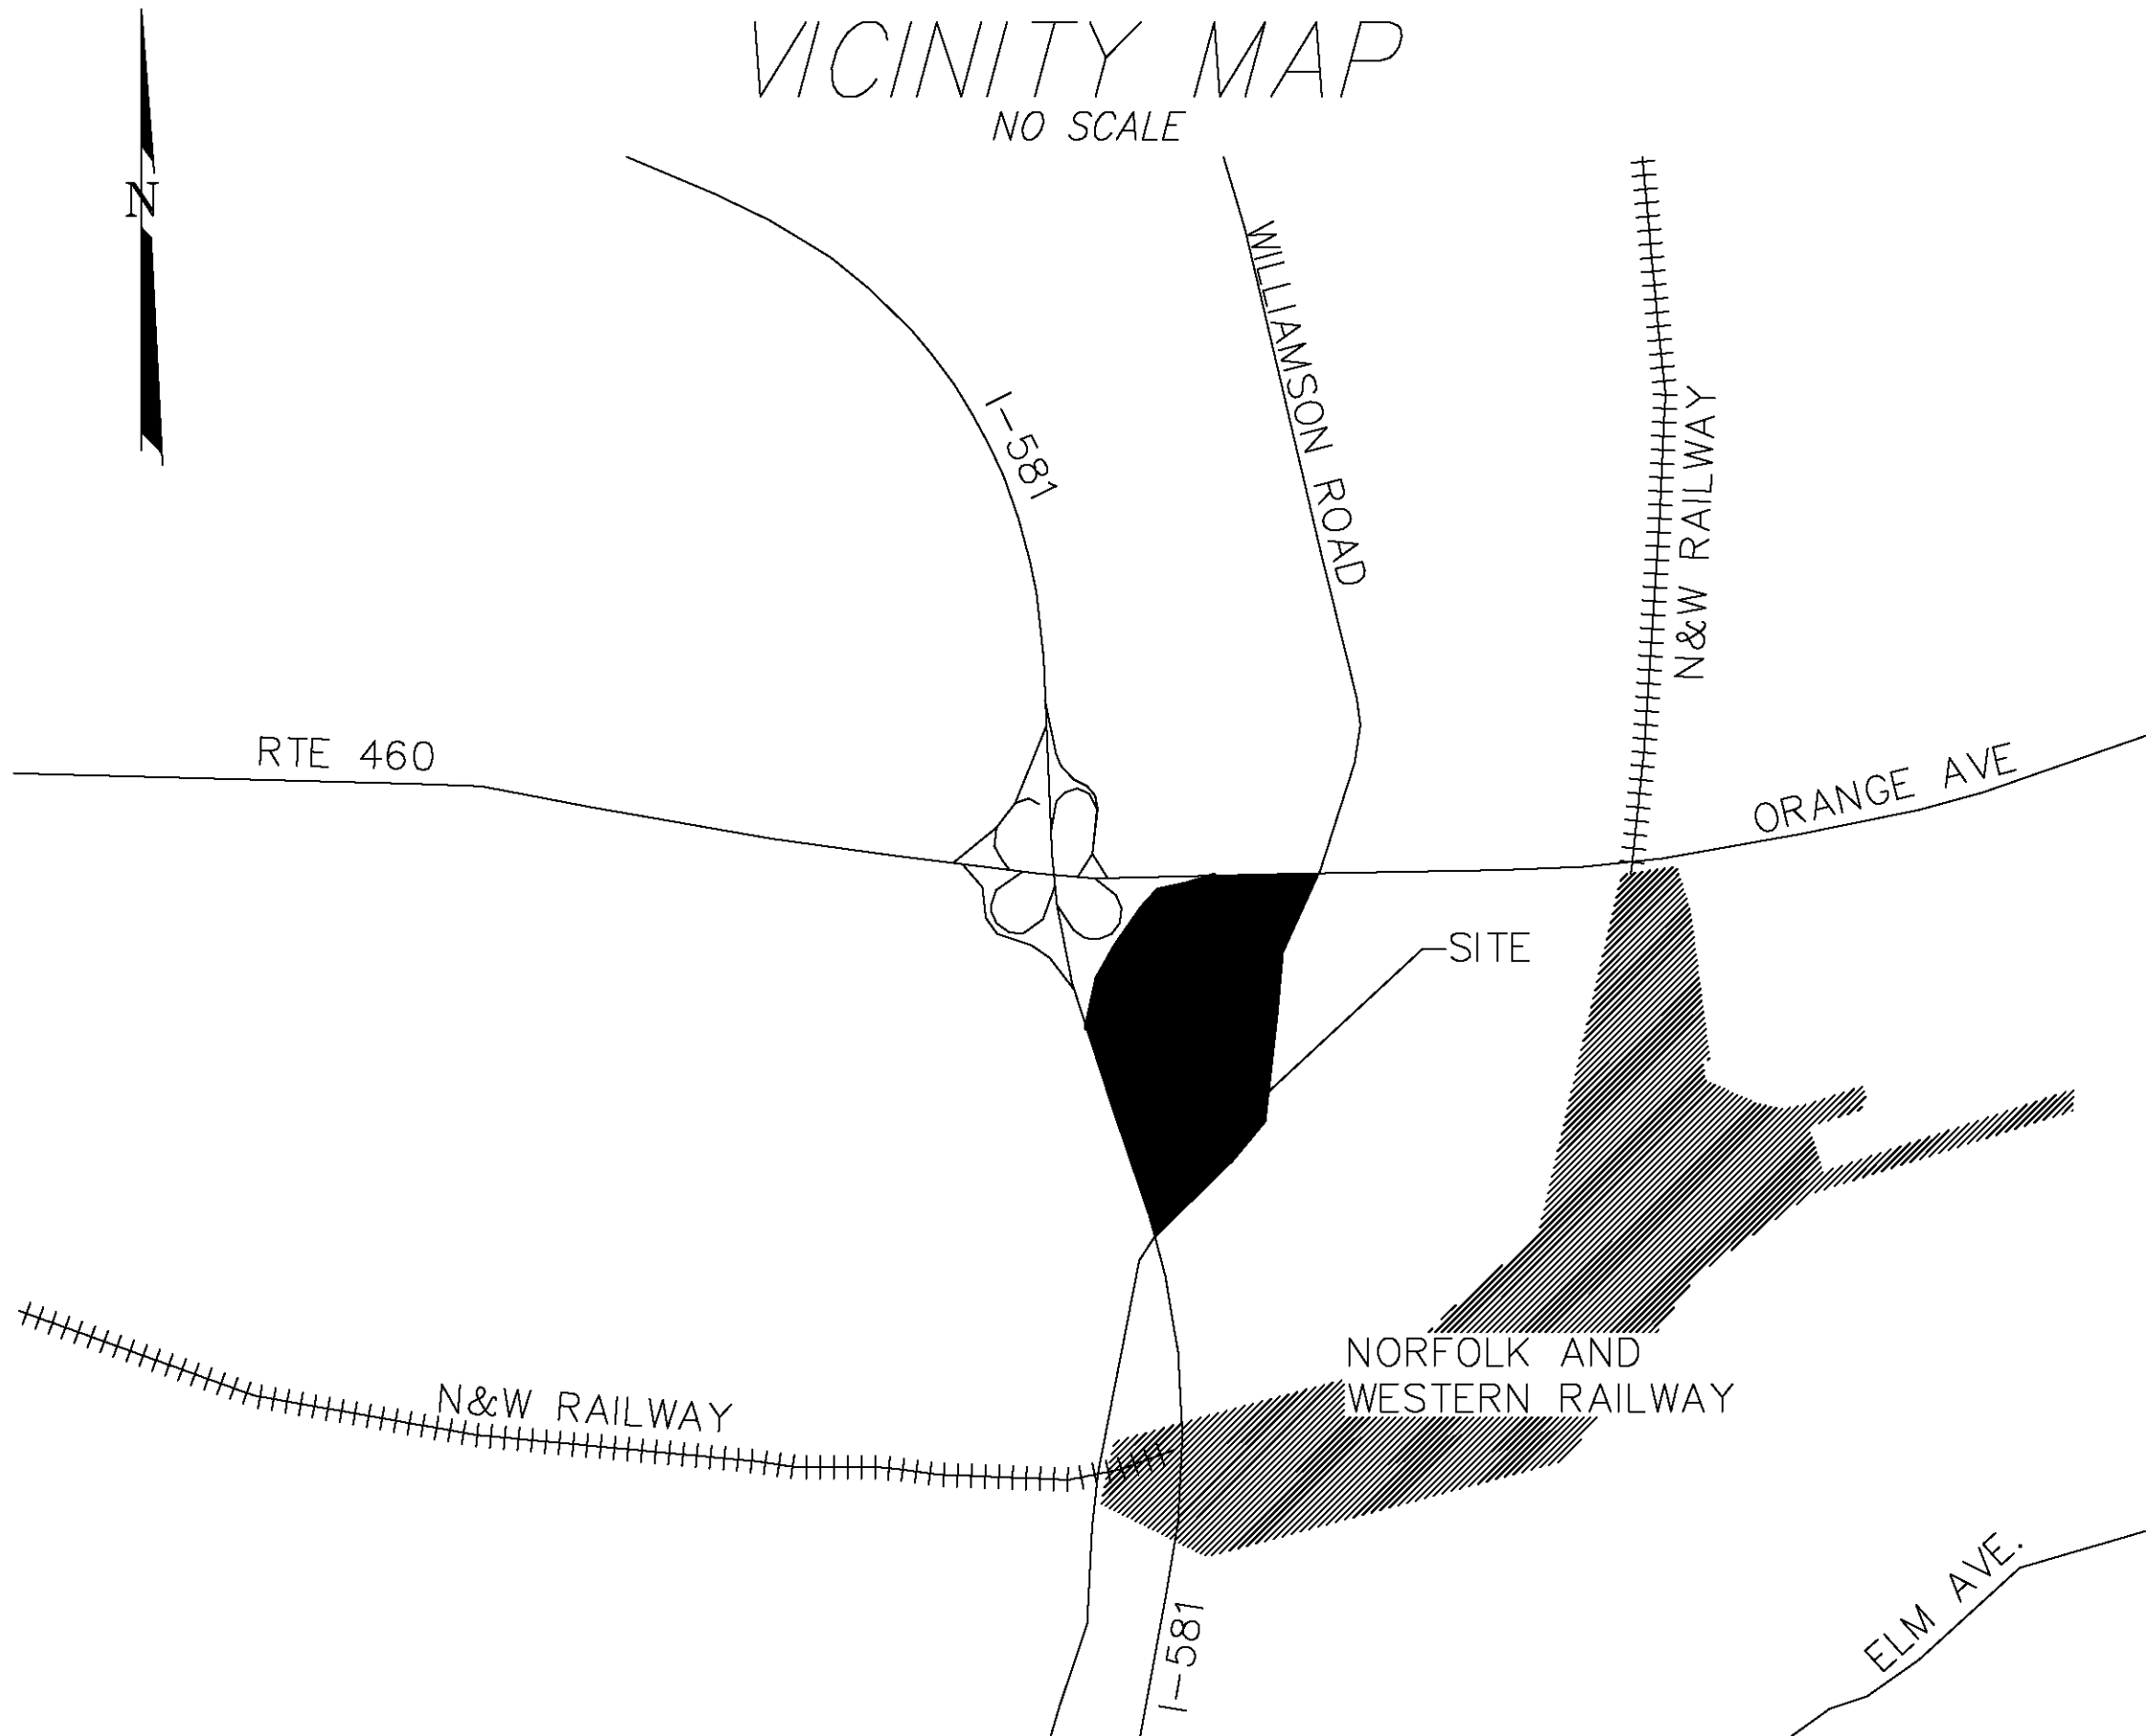 VICINITY MAP
NO SCALE
N
WILLIAMSON ROAD
I-581
N&W RAILWAY
RTE 460
ORANGE AVE
SITE
NORFOLK AND
WESTERN RAILWAY
N&W RAILWAY
I-581
ELM AVE.